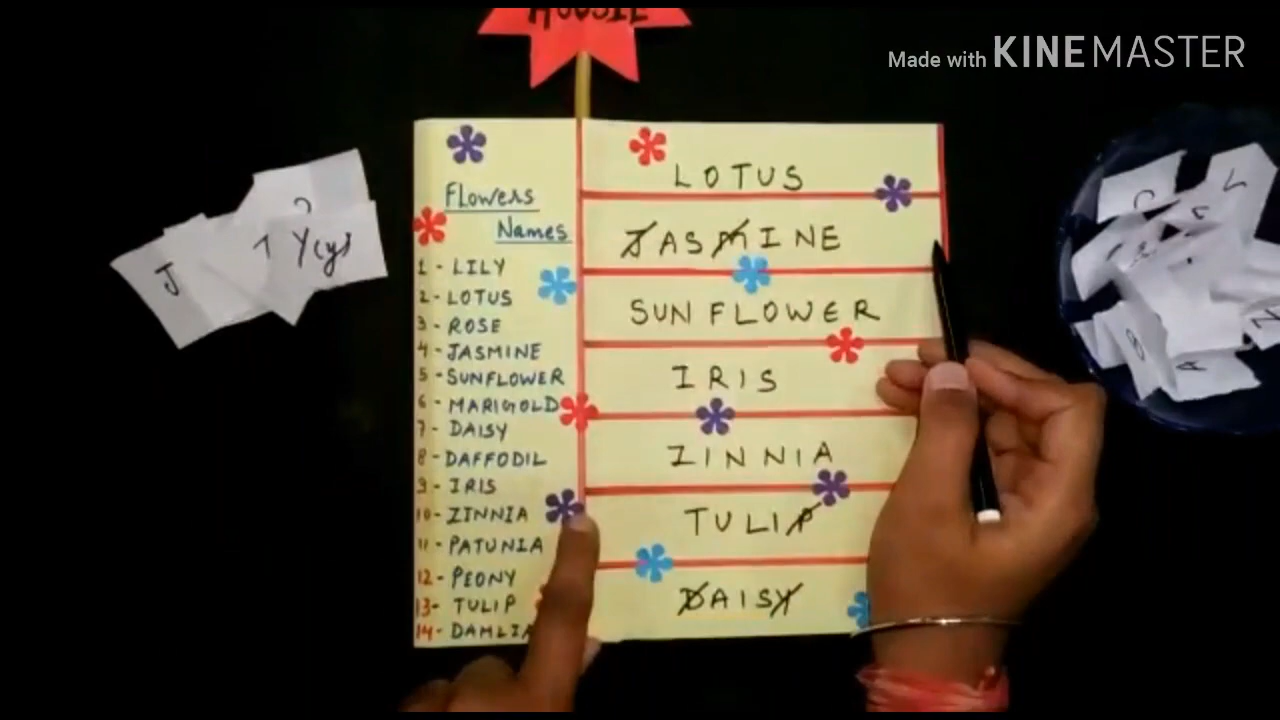 HOUSIE
Made with KINEMASTER
Flowers
Names
1 - LILY
2 - LOTUS
3 - ROSE
4 - JASMINE
5 - SUNFLOWER
6 - MARIGOLD
7 - DAISY
8 - DAFFODIL
9 - IRIS
10 - ZINNIA
11 - PATUNIA
12 - PEONY
13 - TULIP
14 - DAHLIA
LOTUS
JASMINE
SUNFLOWER
IRIS
ZINNIA
TULIP
DAISY
J
Y(y)